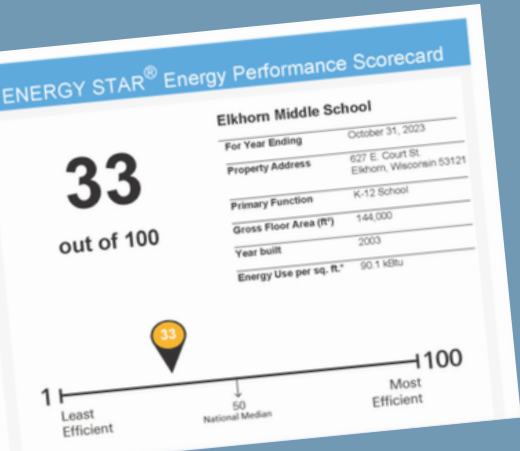 ENERGY STAR® Energy Performance Scorecard
33
out of 100
Elkhorn Middle School
For Year Ending October 31, 2023
Property Address 627 E. Court St.
Elkhorn, Wisconsin 53121
Primary Function K-12 School
Gross Floor Area (ft²) 144,000
Year built 2003
Energy Use per sq. ft.* 90.1 kBtu
33
1 100
Least
Efficient
50
National Median
Most
Efficient